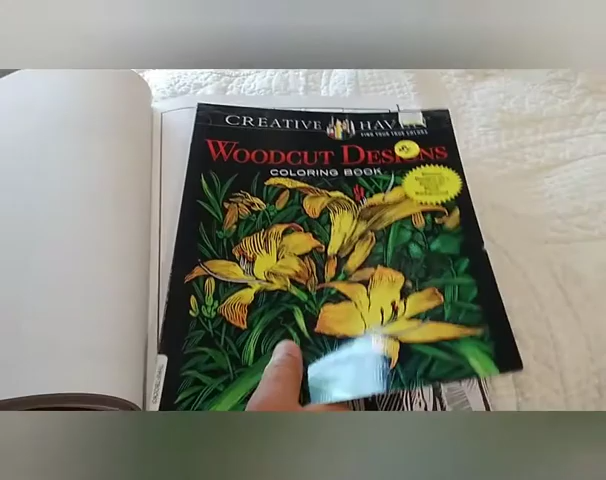 CREATIVE HAVEN
FIND YOUR TRUE COLORS
WOODCUT DESIGNS
COLORING BOOK